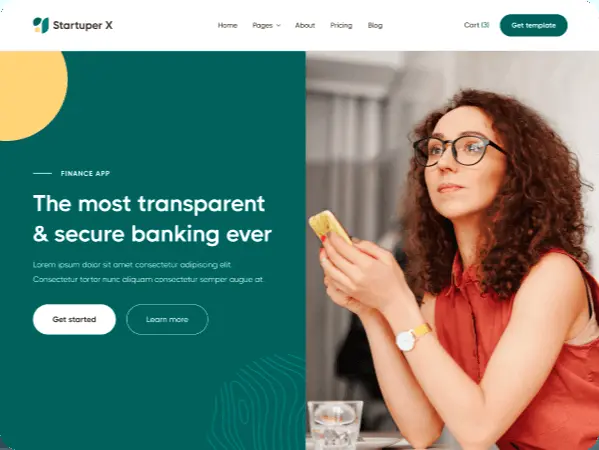 Startuper X
Home Pages About Pricing Blog
Cart (3)
Get template
FINANCE APP
The most transparent
& secure banking ever
Lorem ipsum dolor sit amet consectetur adipiscing elit.
Consectetur tortor nunc aliquam consectetur semper augue at.
Get started
Learn more